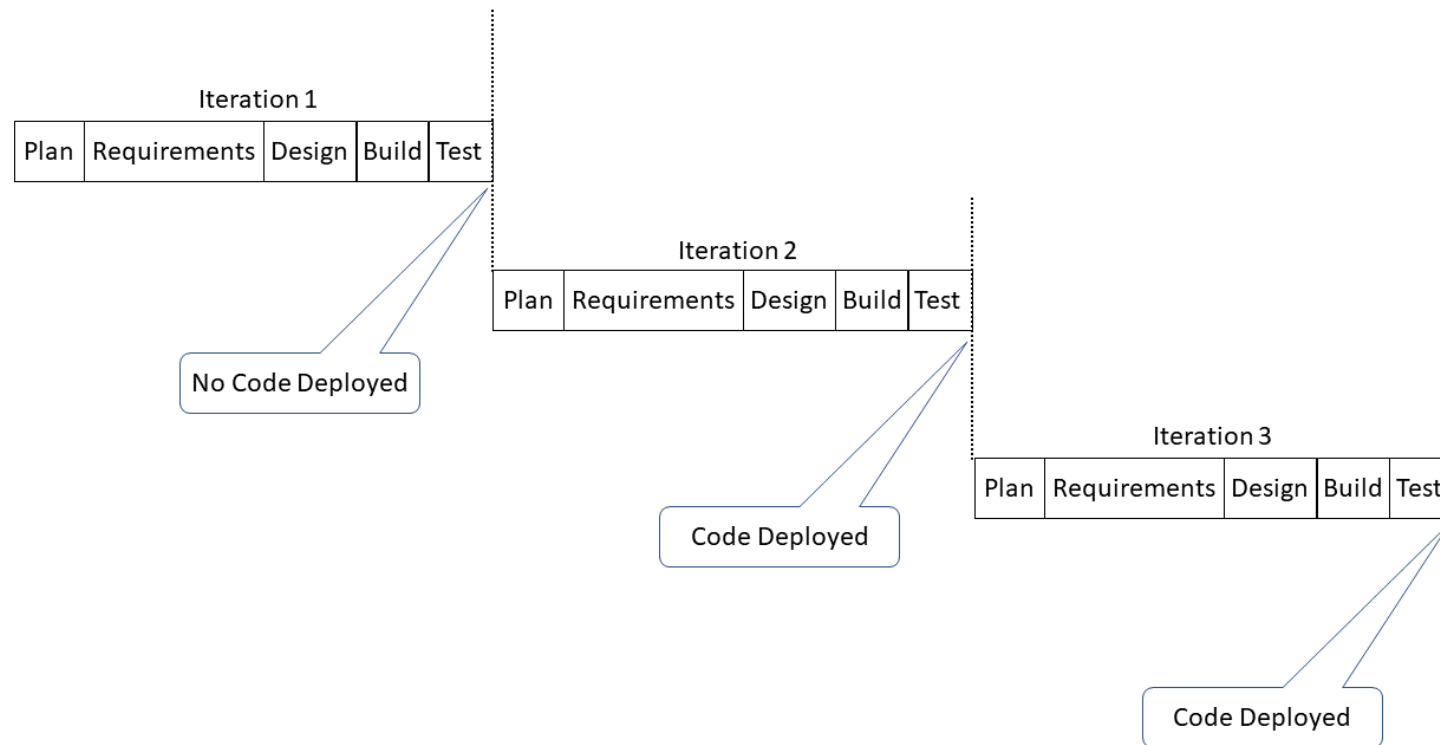 Iteration 1
Plan Requirements Design Build Test
No Code Deployed
Iteration 2
Plan Requirements Design Build Test
Code Deployed
Iteration 3
Plan Requirements Design Build Test
Code Deployed